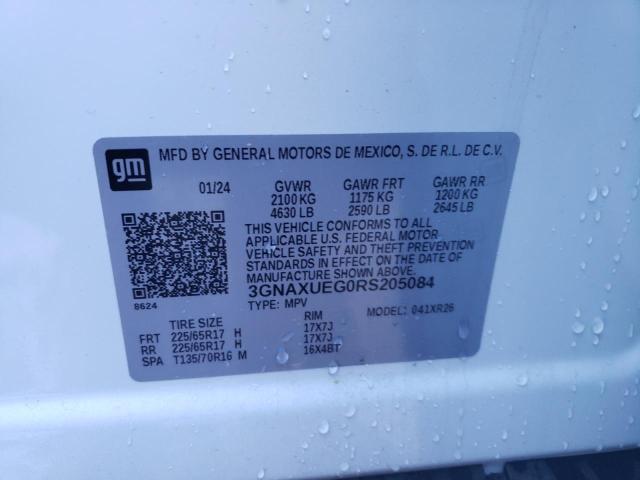 gm
MFD BY GENERAL MOTORS DE MEXICO, S. DE R.L. DE C.V.
01/24 GVWR GAWR FRT GAWR RR
2100 KG 1175 KG 1200 KG
4630 LB 2590 LB 2645 LB
THIS VEHICLE CONFORMS TO ALL
APPLICABLE U.S. FEDERAL MOTOR
VEHICLE SAFETY AND THEFT PREVENTION
STANDARDS IN EFFECT ON THE DATE OF
MANUFACTURE SHOWN ABOVE.
3GNAXUEG0RS205084
8624 TYPE: MPV MODEL: 041XR26
TIRE SIZE RIM
FRT 225/65R17 H 17X7J
RR 225/65R17 H 17X7J
SPA T135/70R16 M 16X4BT